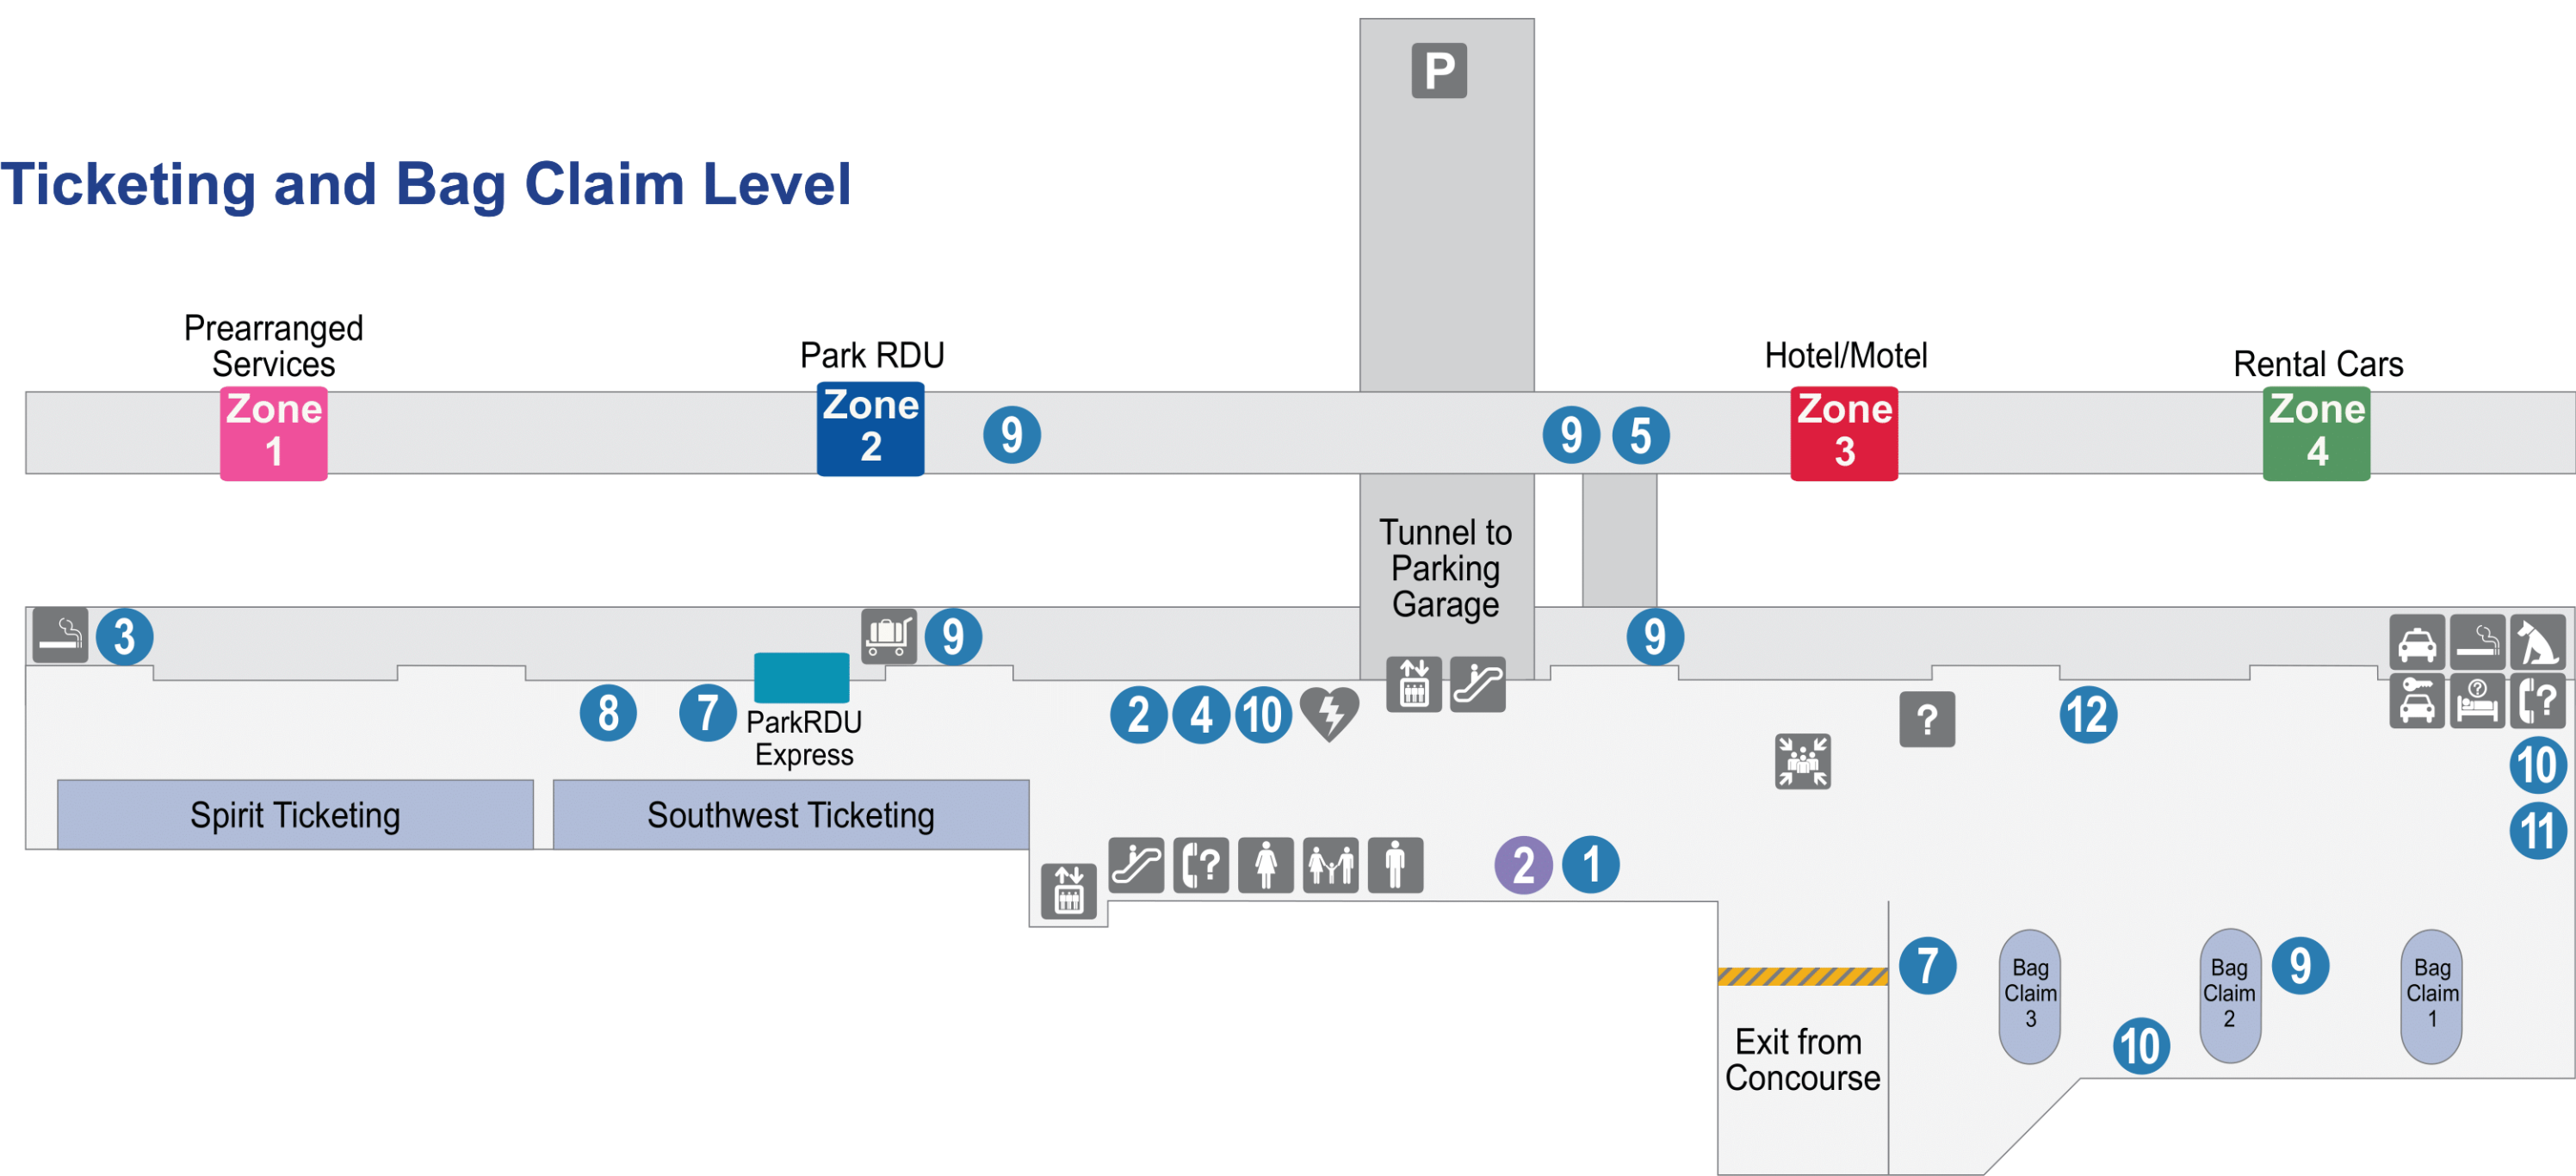 P
Ticketing and Bag Claim Level
Prearranged
Services
Zone
1
Park RDU
Zone
2
9
9
5
Hotel/Motel
Zone
3
Rental Cars
Zone
4
Tunnel to
Parking
Garage
3
9
9
8
7
ParkRDU
Express
2
4
10
?
12
?
?
10
11
Spirit Ticketing
Southwest Ticketing
?
2
1
7
Bag
Claim
3
Bag
Claim
2
9
Bag
Claim
1
10
Exit from
Concourse